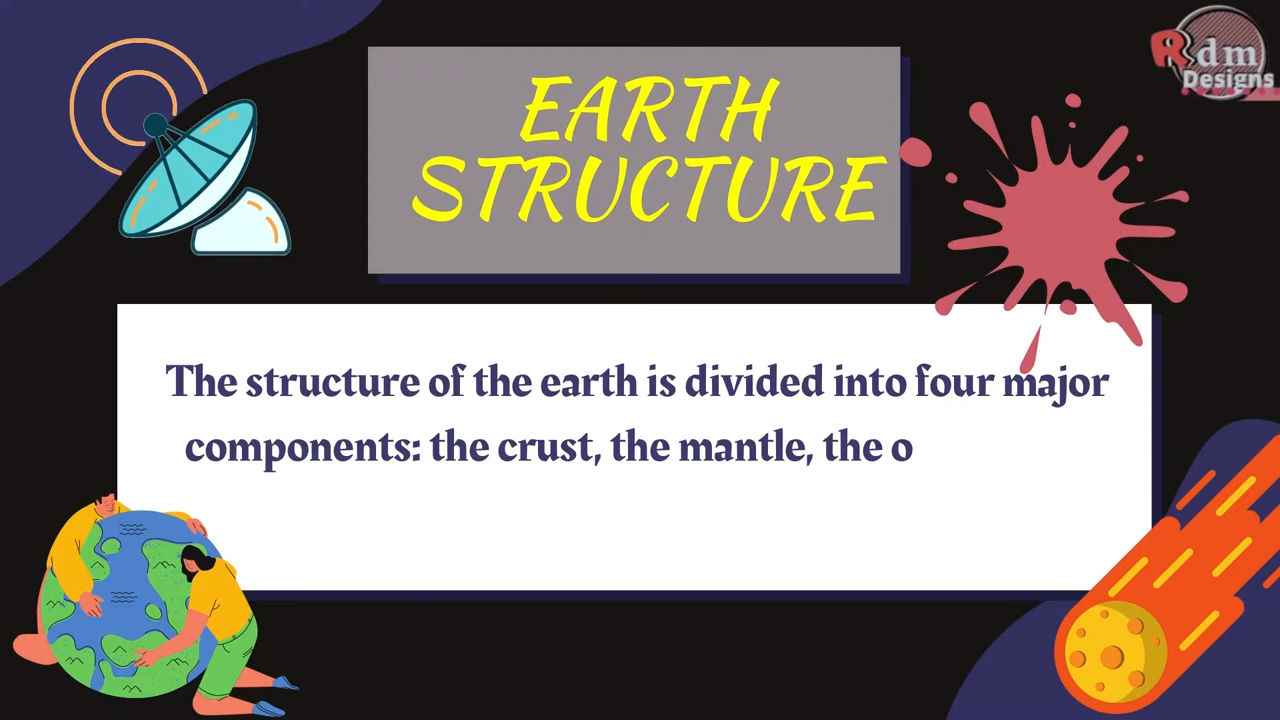 Rdm
Designs
EARTH
STRUCTURE
The structure of the earth is divided into four major
components: the crust, the mantle, the o